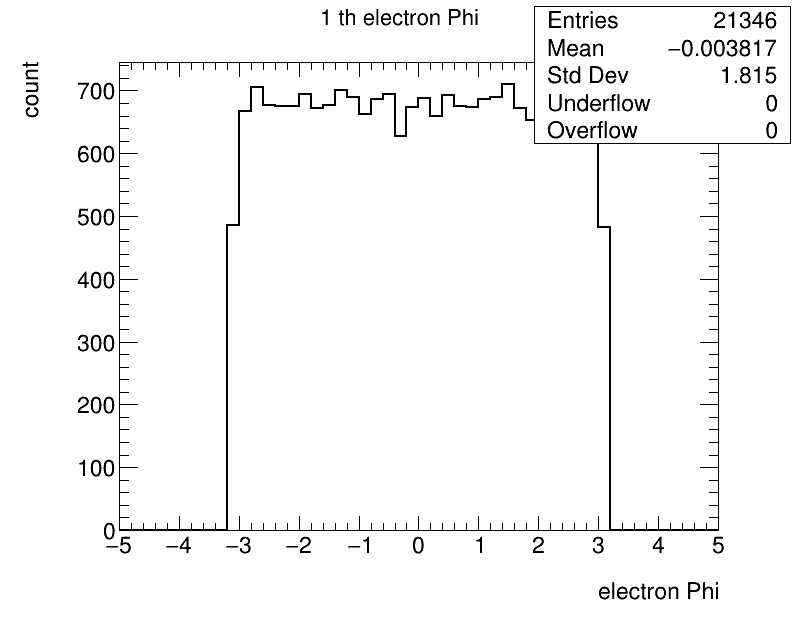 1 th electron Phi
Entries 21346
Mean −0.003817
Std Dev 1.815
Underflow 0
Overflow 0
count
700
600
500
400
300
200
100
0
−5 −4 −3 −2 −1 0 1 2 3 4 5
electron Phi